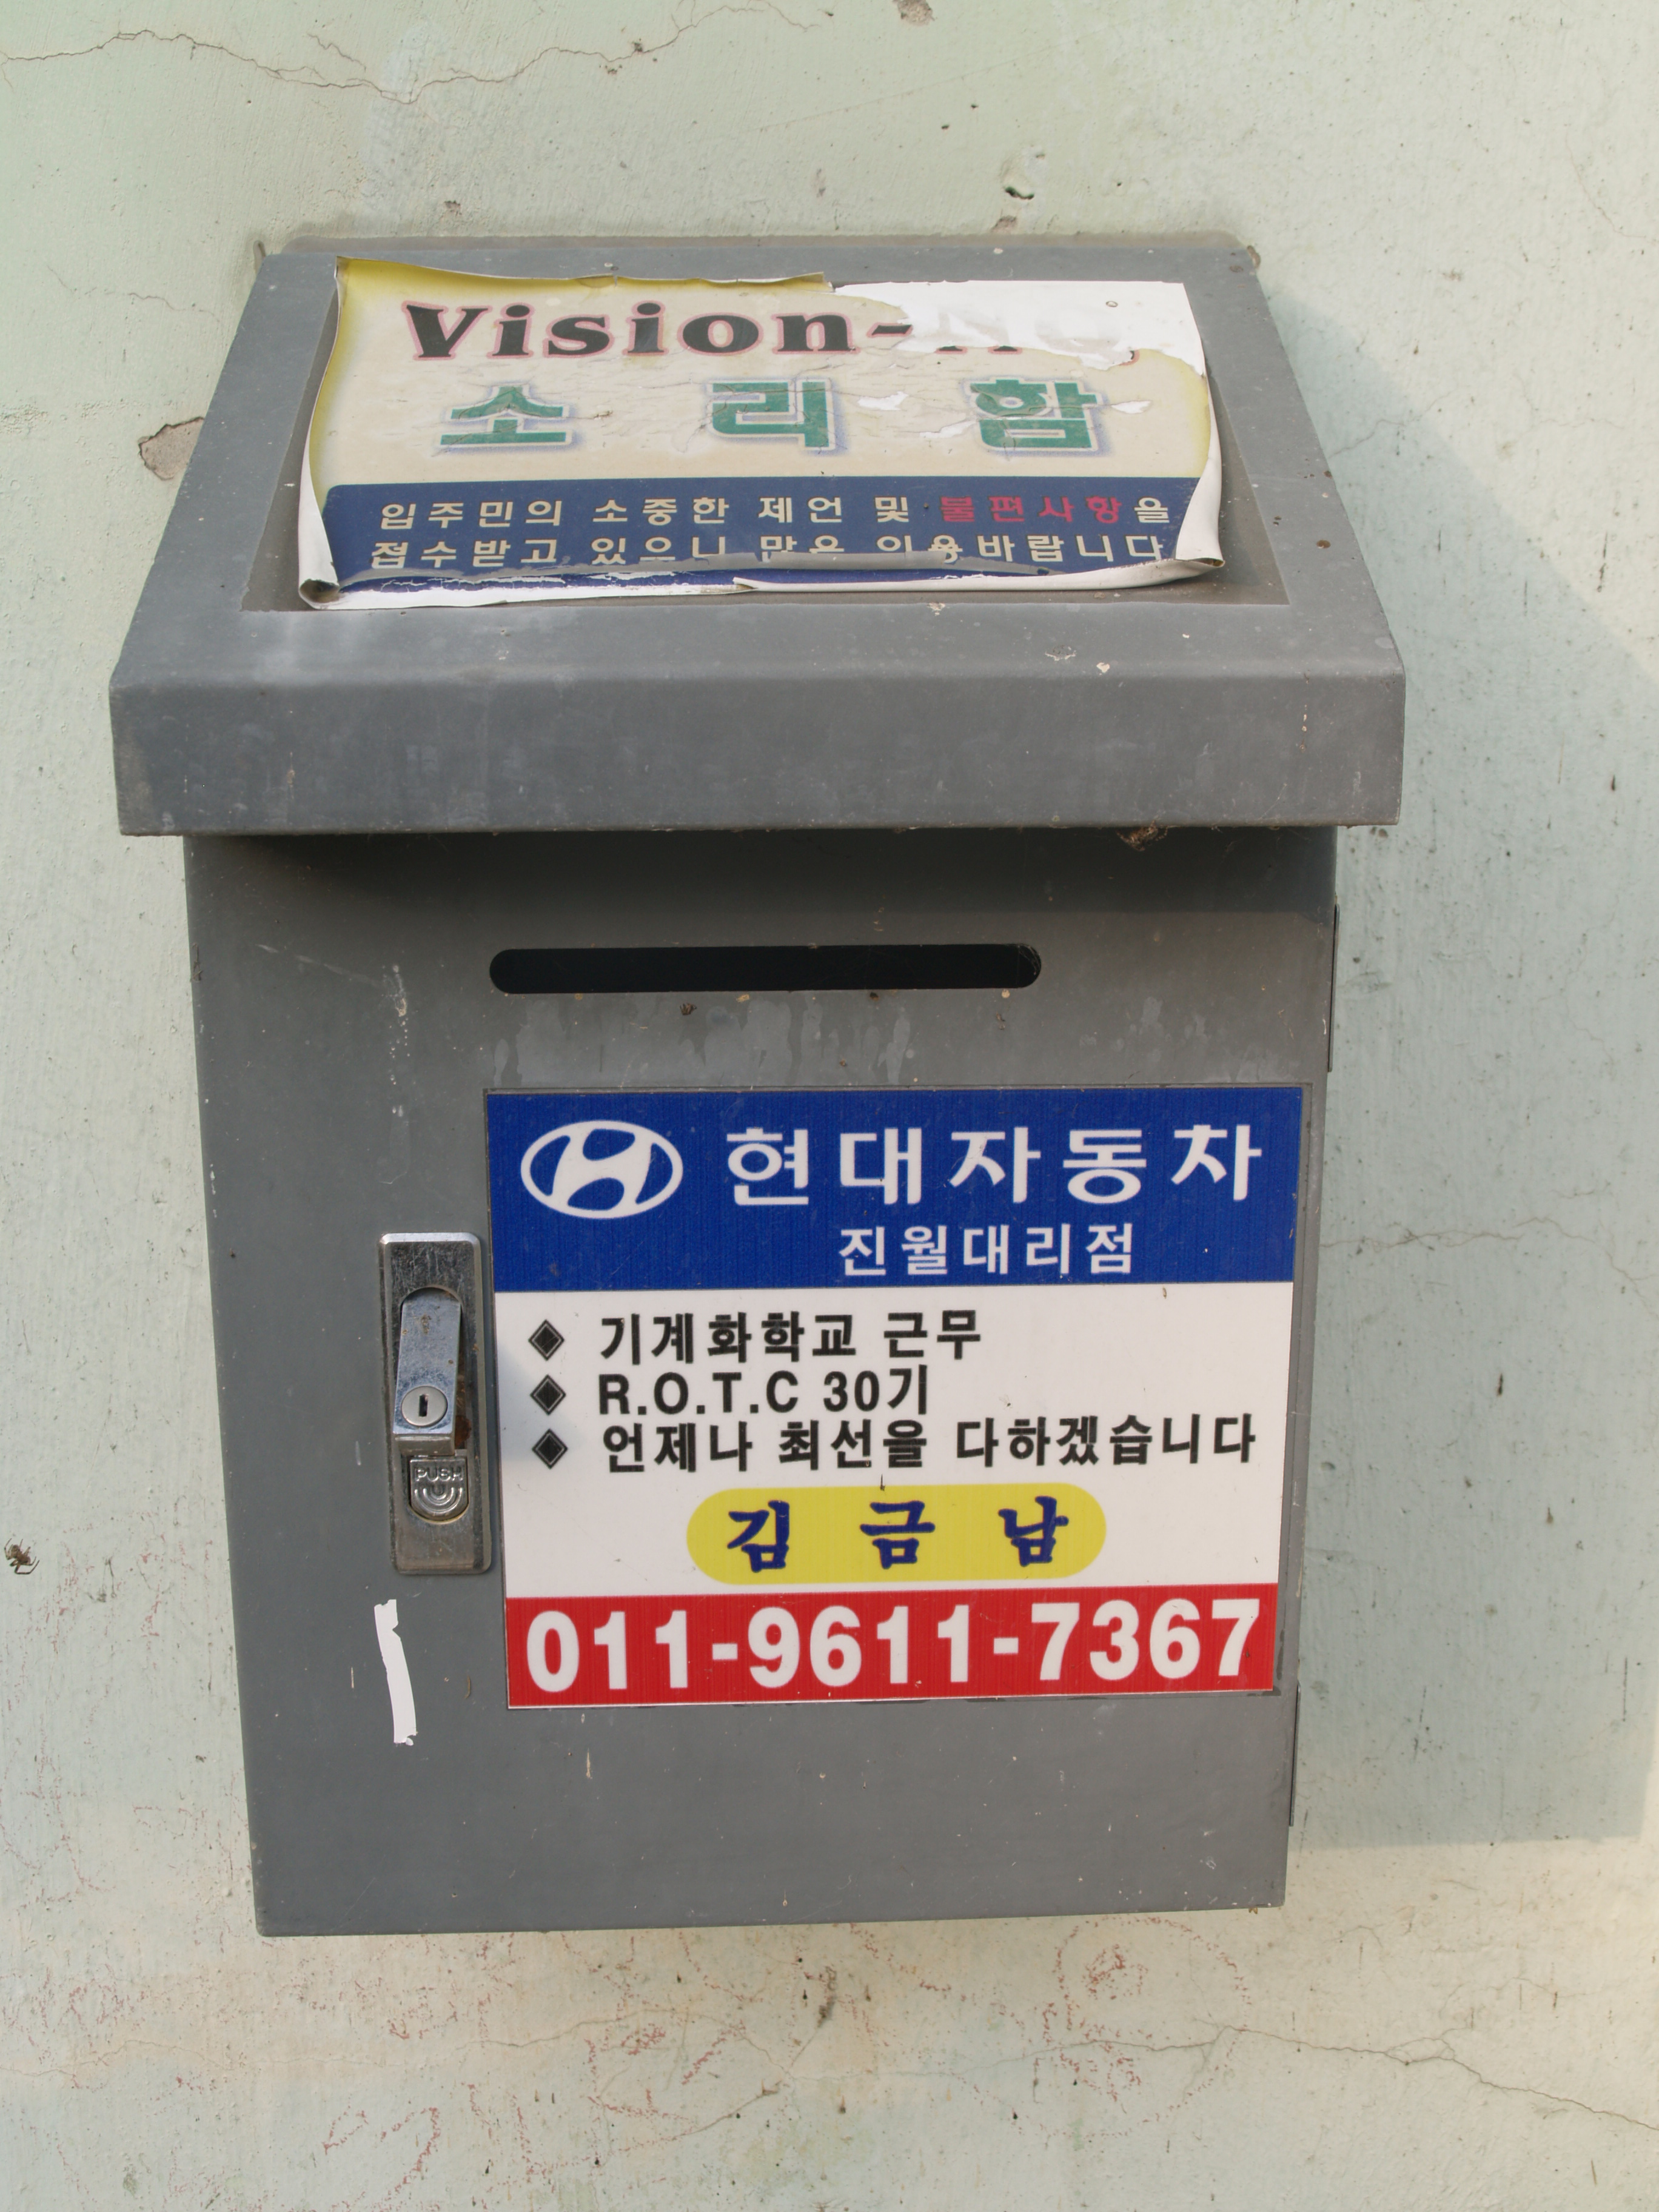 Vision-
소리함
입주민의 소중한 제언 및 불편사항을
접수받고 있으니 많은 이용바랍니다
현대자동차
진월대리점
◈ 기계화학교 근무
◈ R.O.T.C 30기
◈ 언제나 최선을 다하겠습니다
PUSH
김금남
011-9611-7367